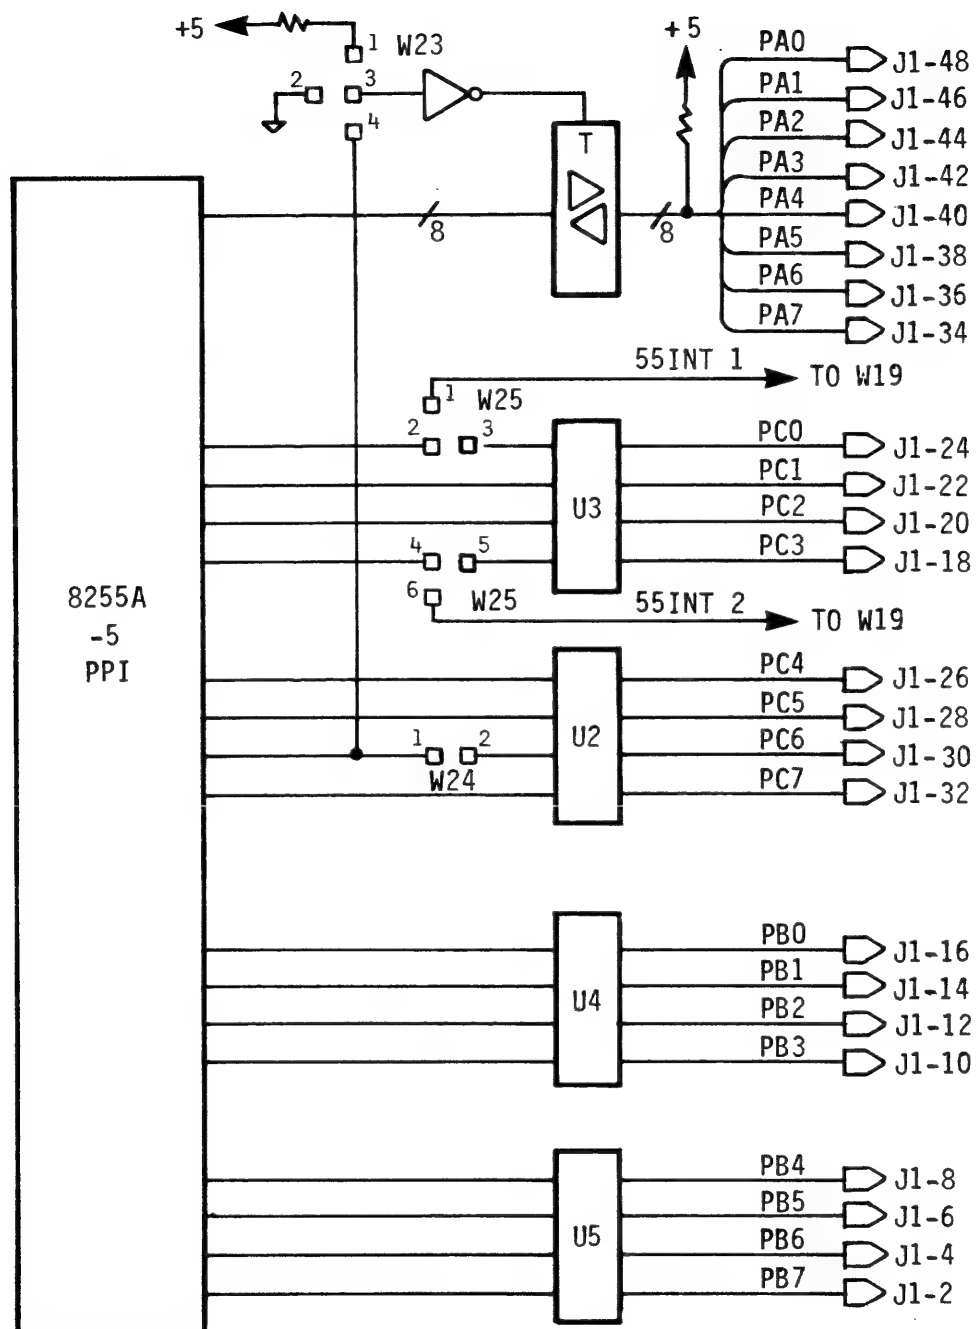 +5
1 W23
2 3
4
T
8
8
+5
PA0 J1-48
PA1 J1-46
PA2 J1-44
PA3 J1-42
PA4 J1-40
PA5 J1-38
PA6 J1-36
PA7 J1-34
55INT 1 TO W19
1 W25
2 3
PC0 J1-24
PC1 J1-22
U3
PC2 J1-20
4 5
PC3 J1-18
6 W25
55INT 2 TO W19
8255A
-5
PPI
PC4 J1-26
PC5 J1-28
U2
1 2
W24
PC6 J1-30
PC7 J1-32
PB0 J1-16
PB1 J1-14
U4
PB2 J1-12
PB3 J1-10
PB4 J1-8
PB5 J1-6
U5
PB6 J1-4
PB7 J1-2